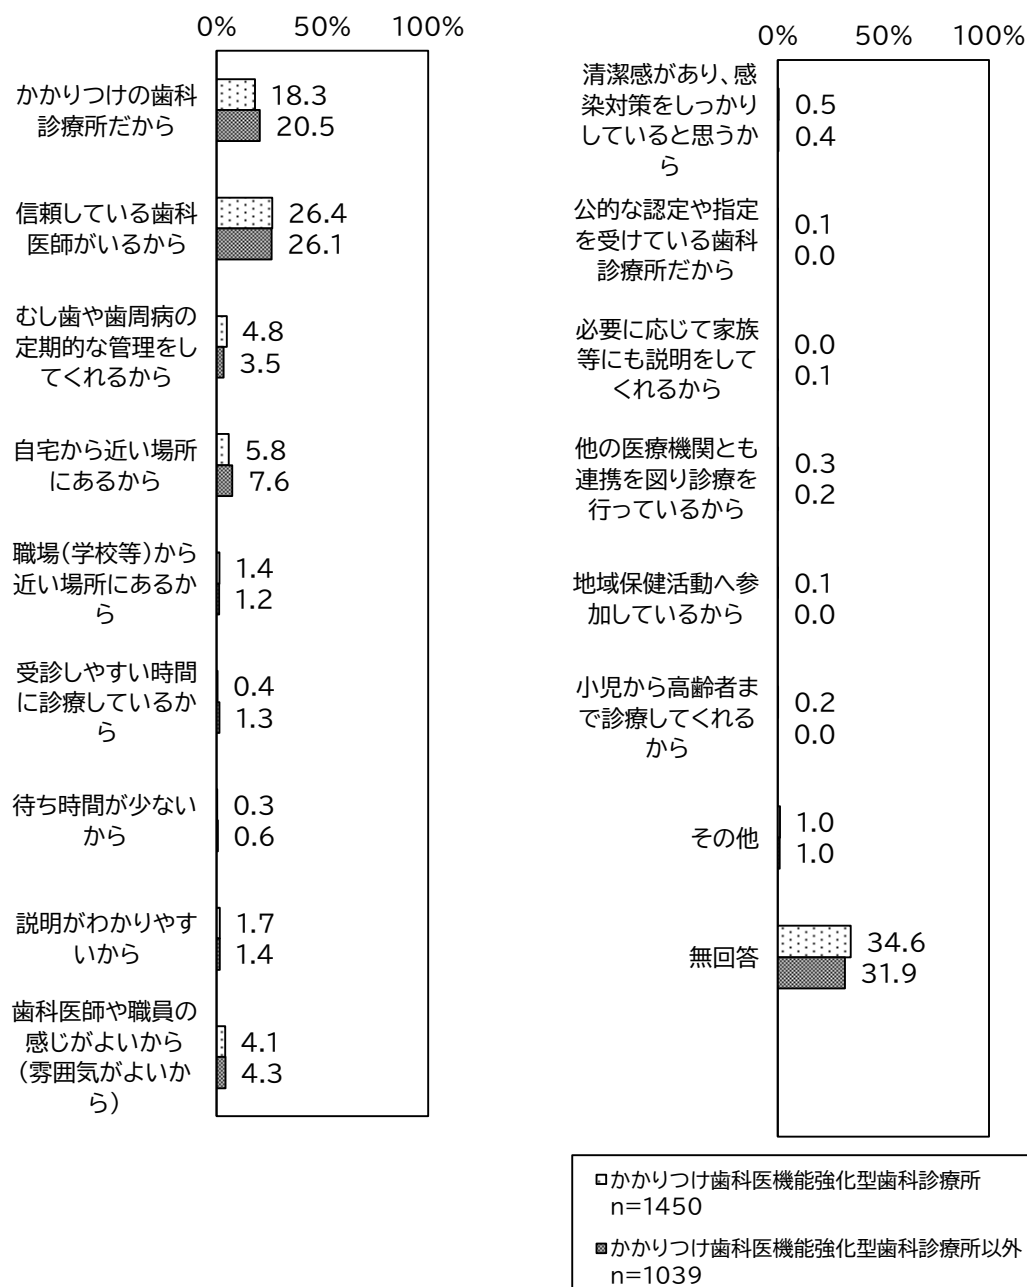 0% 50% 100%
かかりつけの歯科
診療所だから
18.3
20.5
信頼している歯科
医師がいるから
26.4
26.1
むし歯や歯周病の
定期的な管理をし
てくれるから
4.8
3.5
自宅から近い場所
にあるから
5.8
7.6
職場(学校等)から
近い場所にあるか
ら
1.4
1.2
受診しやすい時間
に診療しているか
ら
0.4
1.3
待ち時間が少ない
から
0.3
0.6
説明がわかりやす
いから
1.7
1.4
歯科医師や職員の
感じがよいから
(雰囲気がよいか
ら)
4.1
4.3
0% 50% 100%
清潔感があり、感
染対策をしっかり
していると思うか
ら
0.5
0.4
公的な認定や指定
を受けている歯科
診療所だから
0.1
0.0
必要に応じて家族
等にも説明をして
くれるから
0.0
0.1
他の医療機関とも
連携を図り診療を
行っているから
0.3
0.2
地域保健活動へ参
加しているから
0.1
0.0
小児から高齢者ま
で診療してくれる
から
0.2
0.0
その他
1.0
1.0
無回答
34.6
31.9
かかりつけ歯科医機能強化型歯科診療所
n=1450
かかりつけ歯科医機能強化型歯科診療所以外
n=1039